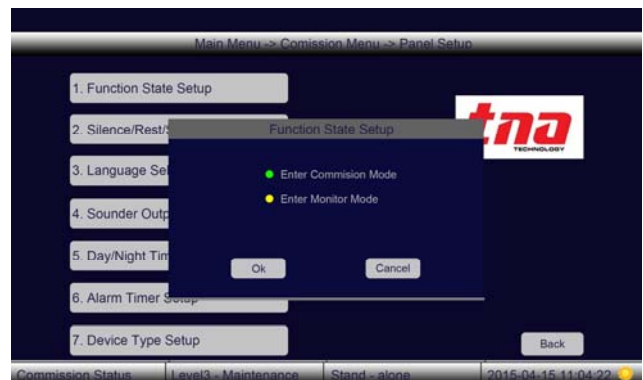 Main Menu -> Comission Menu -> Panel Setup
1. Function State Setup
2. Silence/Rest/
3. Language Sel
4. Sounder Outp
5. Day/Night Tim
6. Alarm Timer Setup
7. Device Type Setup
tna
TECHNOLOGY
Function State Setup
Enter Commision Mode
Enter Monitor Mode
Ok
Cancel
Back
Commission Status
Level3 - Maintenance
Stand - alone
2015-04-15 11:04:22